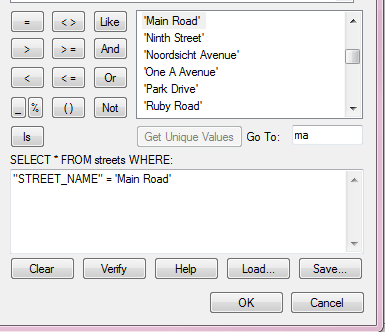 = < > Like
> > = And
< < = Or
_ % ( ) Not
Is
'Main Road'
'Ninth Street'
'Noordsicht Avenue'
'One A Avenue'
'Park Drive'
'Ruby Road'
Get Unique Values Go To: ma
SELECT * FROM streets WHERE:
"STREET_NAME" = 'Main Road'
Clear Verify Help Load... Save...
OK Cancel